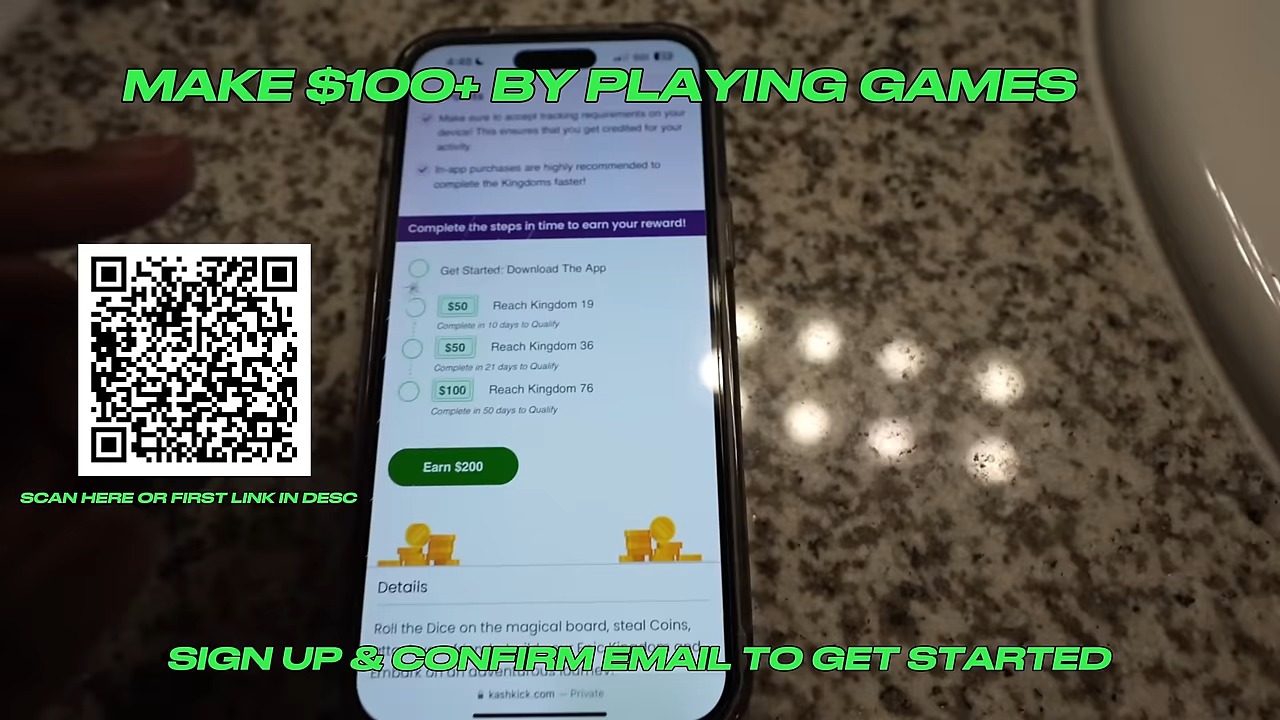 MAKE $100+ BY PLAYING GAMES
Make sure to accept tracking requirements on your
device! This ensures that you get credited for your
activity.
In-app purchases are highly recommended to
complete the Kingdoms faster!
Complete the steps in time to earn your reward!
Get Started: Download The App
$50 Reach Kingdom 19
Complete in 10 days to Qualify
$50 Reach Kingdom 36
Complete in 21 days to Qualify
$100 Reach Kingdom 76
Complete in 50 days to Qualify
Earn $200
SCAN HERE OR FIRST LINK IN DESC
Details
Roll the Dice on the magical board, steal Coins,
SIGN UP & CONFIRM EMAIL TO GET STARTED
Embark on an adventurous journey!
kashkick.com — Private